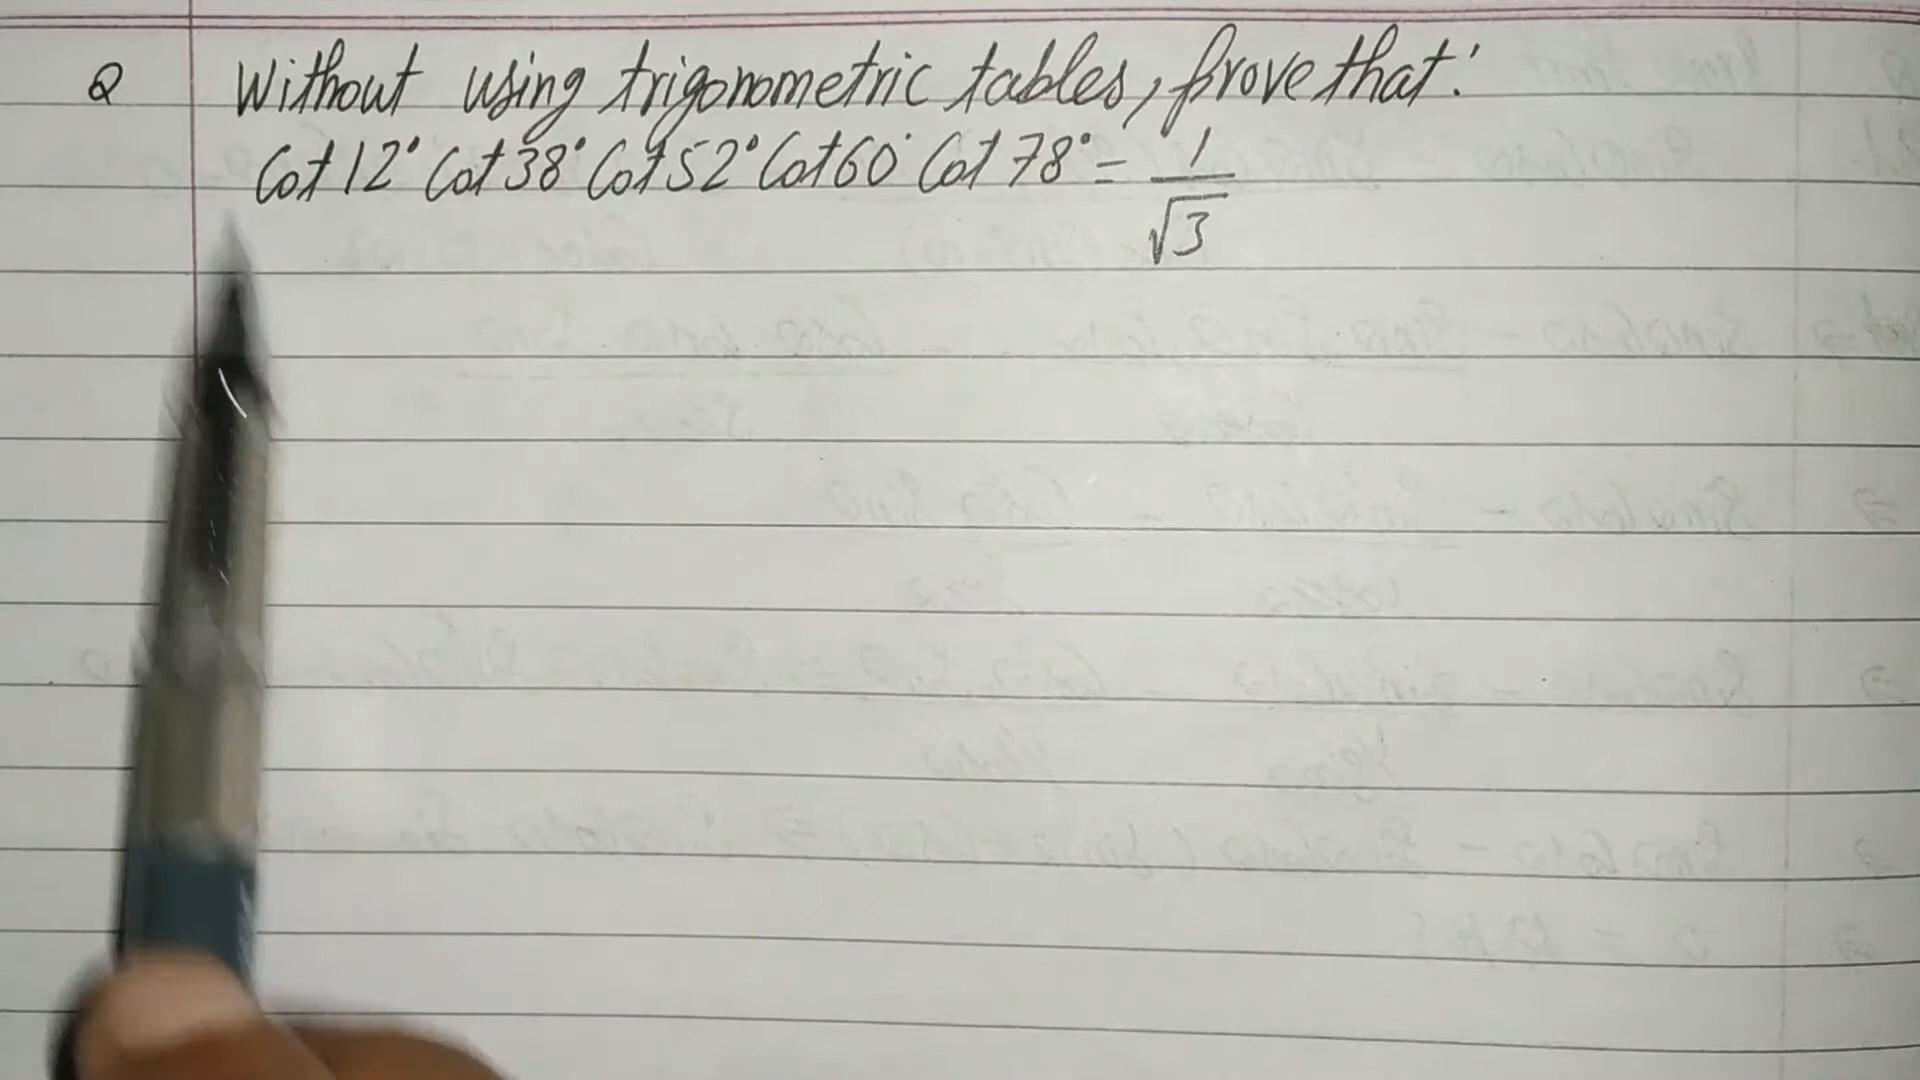 Q Without using trigonometric tables, prove that:
Cot 12° Cot 38° Cot 52° Cot 60° Cot 78° = 1/√3